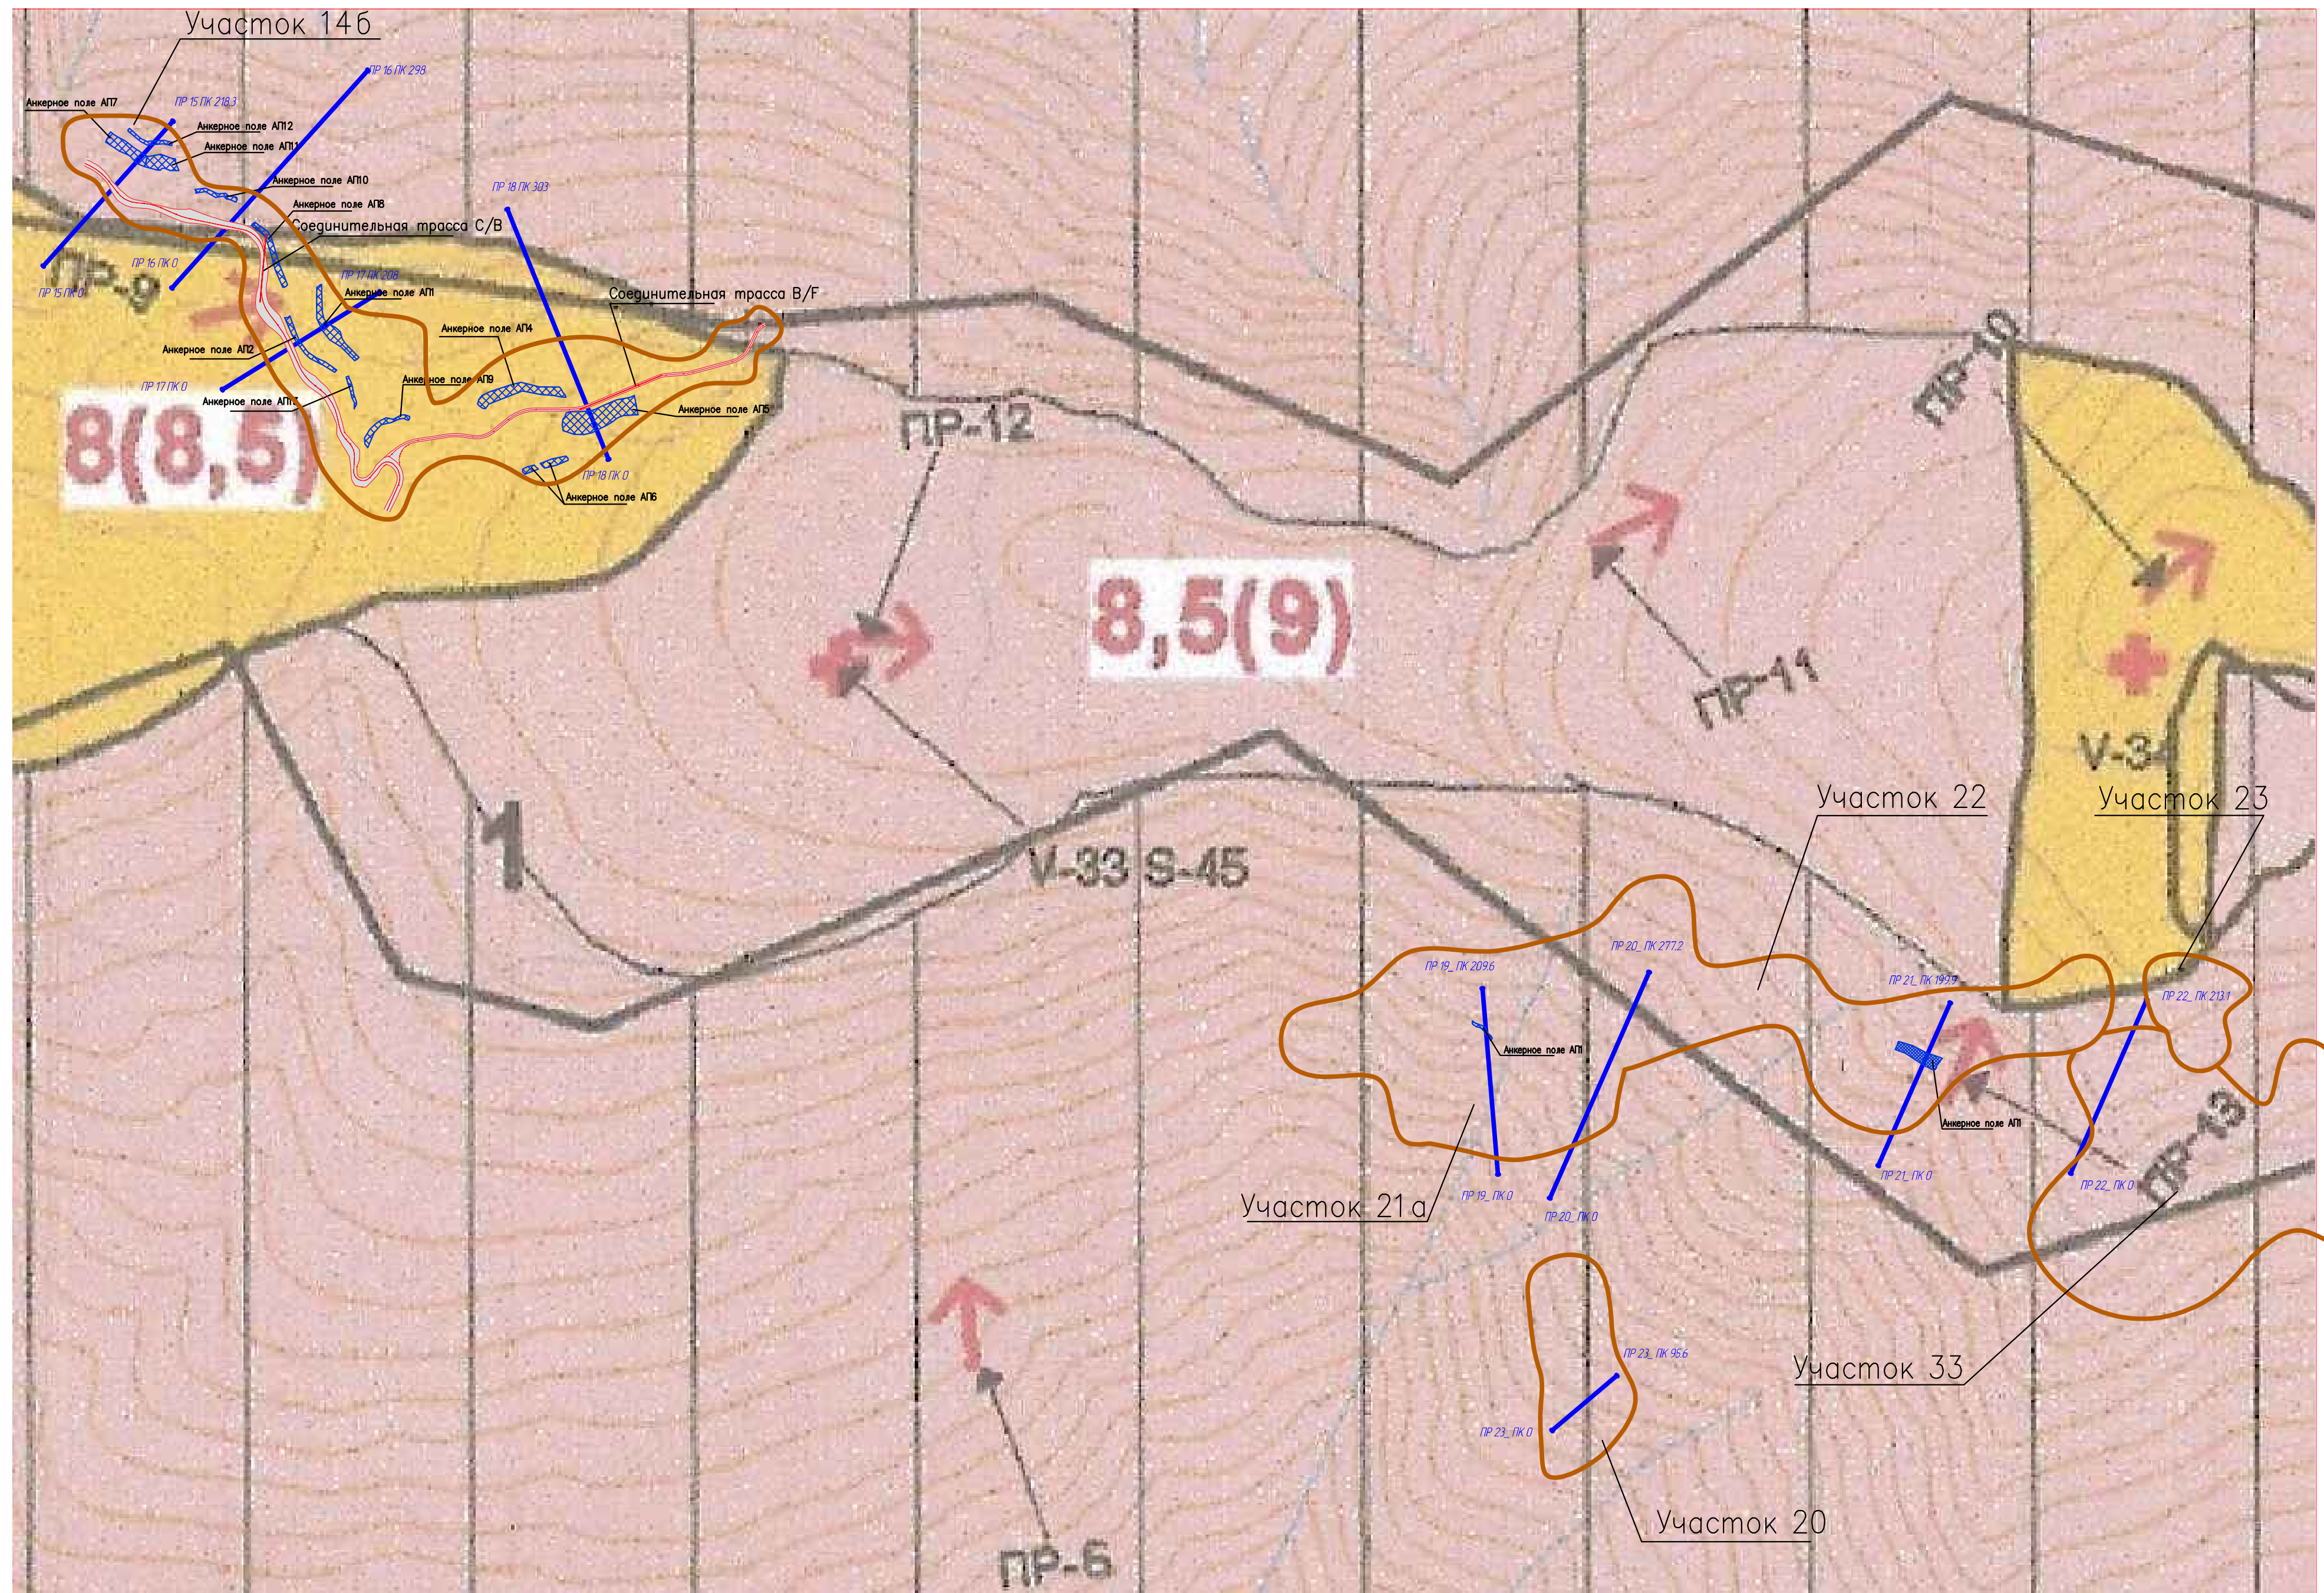 Участок 14б
ПР 16 ПК 298
Анкерное поле АП7
ПР 15 ПК 218.3
Анкерное поле АП12
Анкерное поле АП11
Анкерное поле АП10
ПР 18 ПК 303
Анкерное поле АП8
Соединительная трасса С/В
ПР 16 ПК 0
ПР-9
ПР 17 ПК 208
ПР 15 ПК 0
Анкерное поле АП1
Соединительная трасса B/F
Анкерное поле АП4
Анкерное поле АП2
ПР 17 ПК 0
Анкерное поле АП9
Анкерное поле
Анкерное поле АП5
8(8,5)
ПР 18 ПК 0
Анкерное поле АП6
ПР-12
ПР-10
8,5(9)
ПР-11
V-34
Участок 22
Участок 23
1
V-33 S-45
ПР 20_ ПК 277.2
ПР 19_ ПК 209.6
ПР 21_ ПК 199.9
ПР 22_ ПК 213.1
Анкерное поле АП1
Анкерное поле АП1
ПР-13
ПР 21_ ПК 0
ПР 22_ ПК 0
ПР 19_ ПК 0
Участок 21а
ПР 20_ ПК 0
ПР 23_ ПК 95.6
Участок 33
ПР 23_ ПК 0
Участок 20
ПР-6